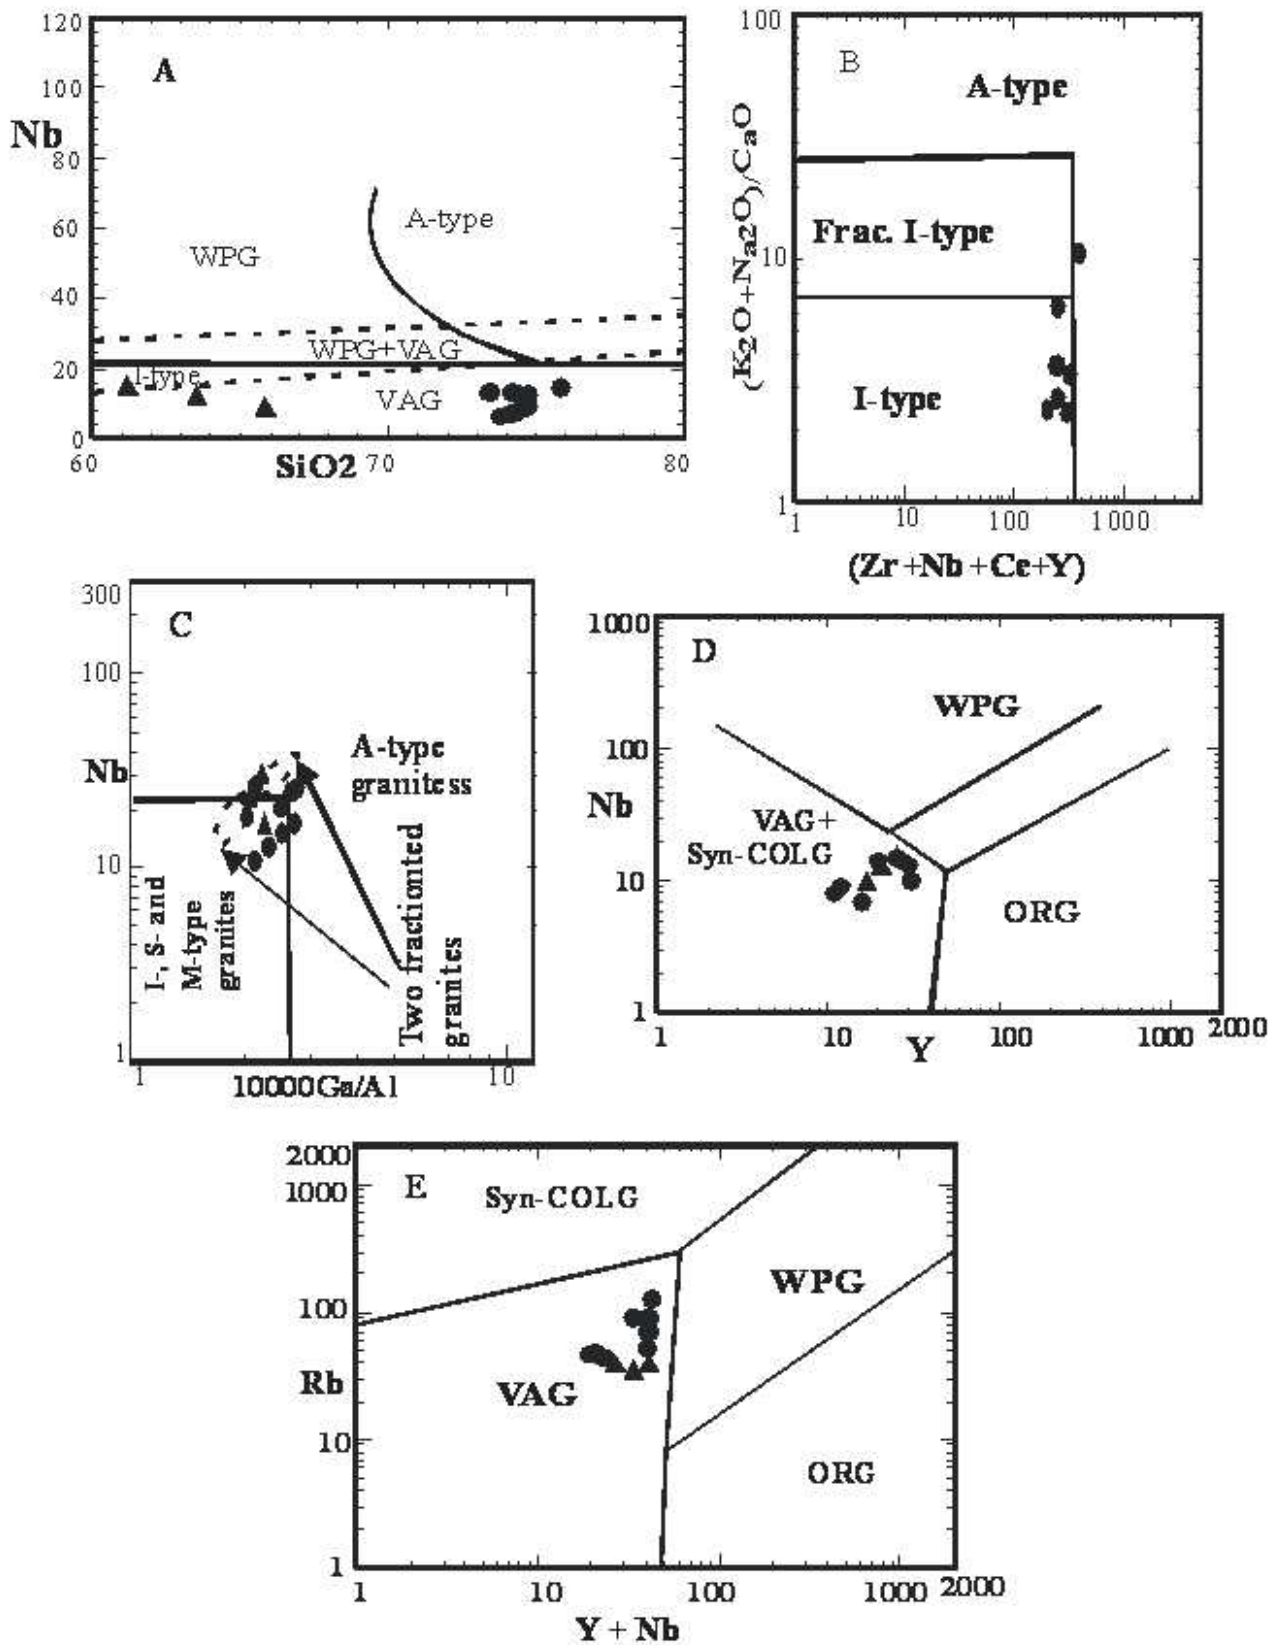 120
100
Nb
80
60
40
20
0
A
A-type
WPG
WPG+VAG
I-type
VAG
60
SiO2
70
80
100
(K2O+Na2O)/CaO
10
1
B
A-type
Frac. I-type
I-type
1
10
100
1000
(Zr+Nb+Ce+Y)
300
100
Nb
10
1
C
A-type
granitess
I-, S- and
M-type
granites
Two fractionted
granites
1
10000Ga/Al
10
1000
100
Nb
10
1
D
WPG
VAG+
Syn-COLG
ORG
1
10
Y
100
1000
2000
2000
1000
100
Rb
10
1
E
Syn-COLG
WPG
VAG
ORG
1
10
100
1000
2000
Y + Nb